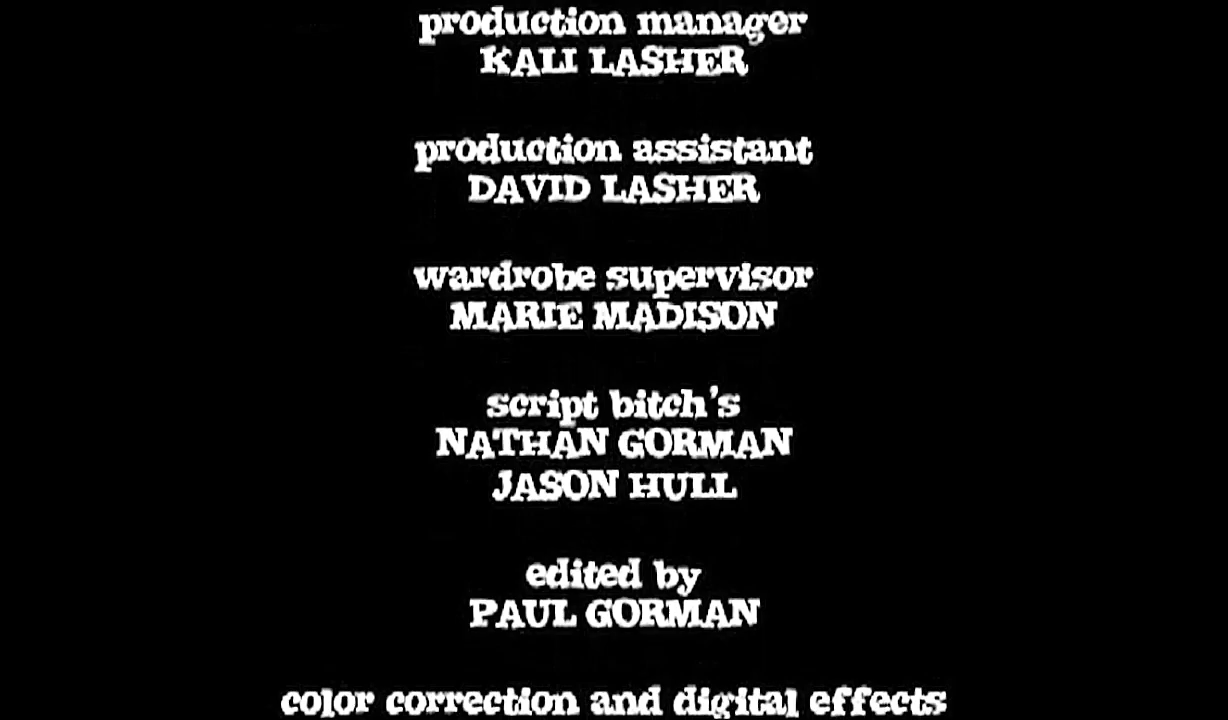 production manager
KALI LASHER
production assistant
DAVID LASHER
wardrobe supervisor
MARIE MADISON
script bitch's
NATHAN GORMAN
JASON HULL
edited by
PAUL GORMAN
color correction and digital effects